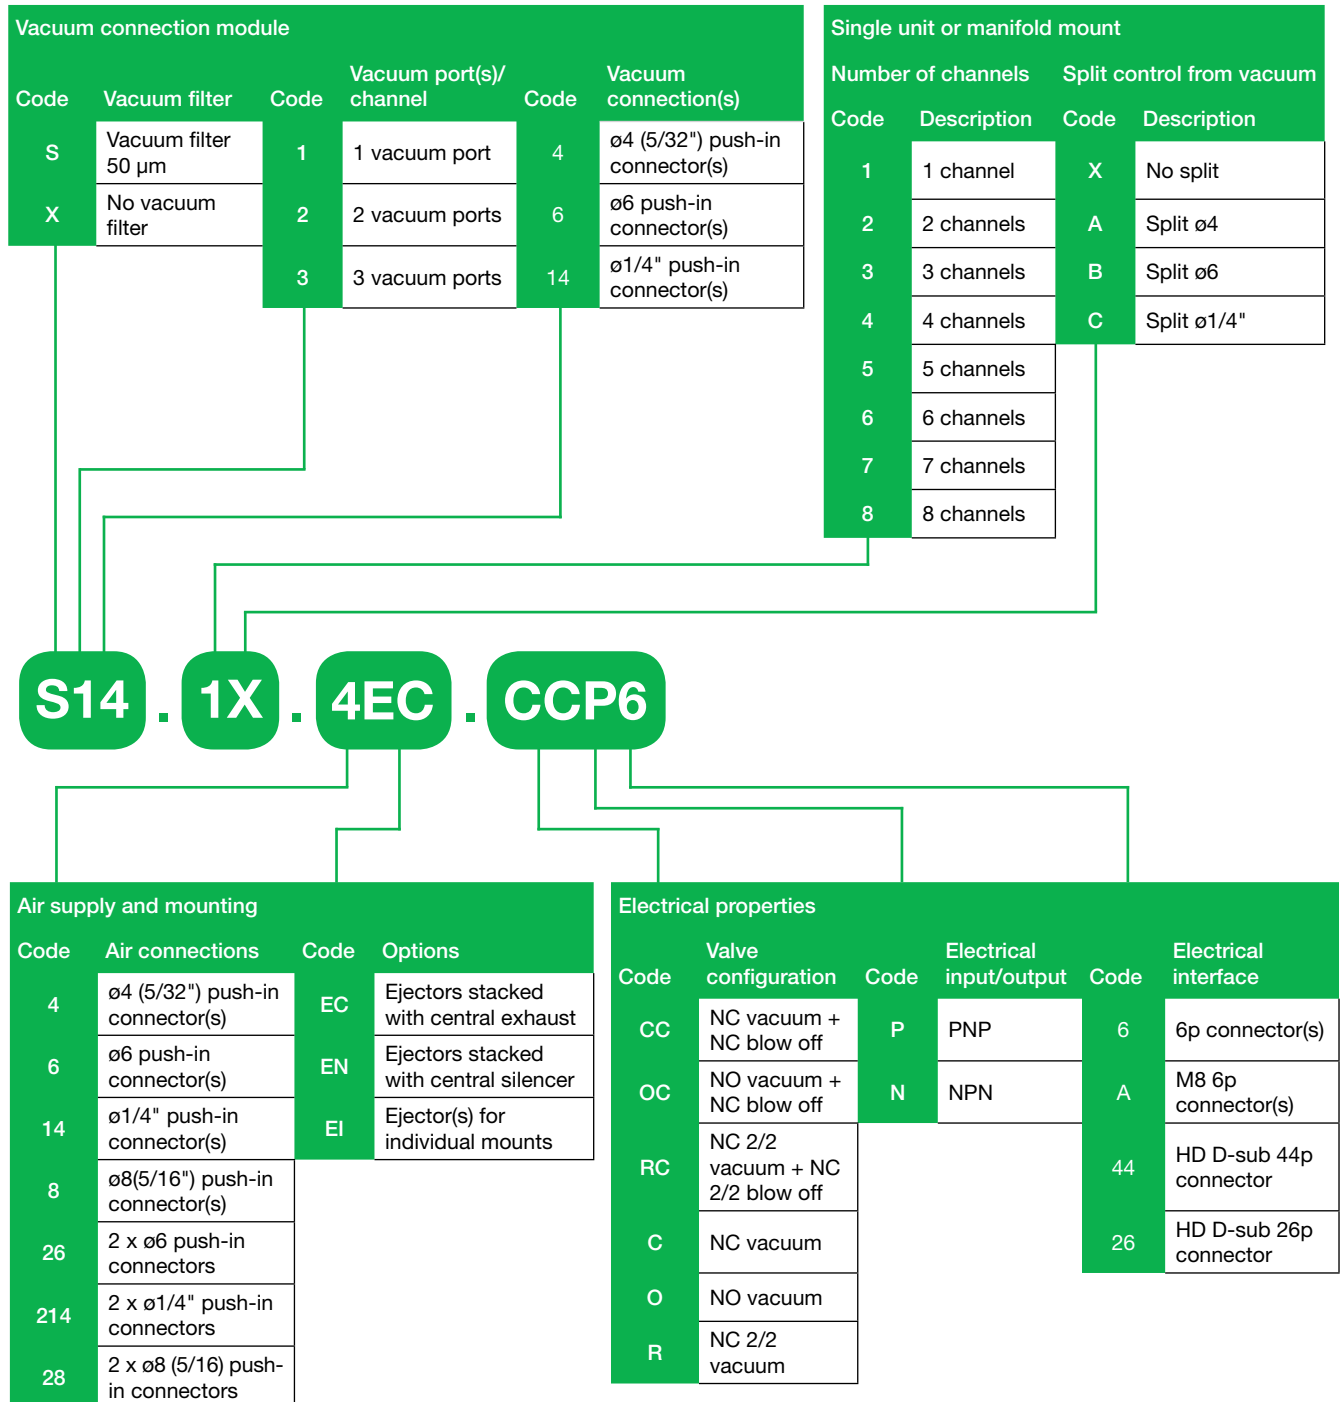 Vacuum connection module
Code
Vacuum filter
Code
Vacuum port(s)/
channel
Code
Vacuum
connection(s)
S
Vacuum filter
50 µm
1
1 vacuum port
4
ø4 (5/32") push-in
connector(s)
X
No vacuum
filter
2
2 vacuum ports
6
ø6 push-in
connector(s)
3
3 vacuum ports
14
ø1/4" push-in
connector(s)
Single unit or manifold mount
Number of channels
Split control from vacuum
Code
Description
Code
Description
1
1 channel
X
No split
2
2 channels
A
Split ø4
3
3 channels
B
Split ø6
4
4 channels
C
Split ø1/4"
5
5 channels
6
6 channels
7
7 channels
8
8 channels
S14 . 1X . 4EC . CCP6
Air supply and mounting
Code
Air connections
Code
Options
4
ø4 (5/32") push-in
connector(s)
EC
Ejectors stacked
with central exhaust
6
ø6 push-in
connector(s)
EN
Ejectors stacked
with central silencer
14
ø1/4" push-in
connector(s)
EI
Ejector(s) for
individual mounts
8
ø8(5/16") push-in
connector(s)
26
2 x ø6 push-in
connectors
214
2 x ø1/4" push-in
connectors
28
2 x ø8 (5/16) push-
in connectors
Electrical properties
Code
Valve
configuration
Code
Electrical
input/output
Code
Electrical
interface
CC
NC vacuum +
NC blow off
P
PNP
6
6p connector(s)
OC
NO vacuum +
NC blow off
N
NPN
A
M8 6p
connector(s)
RC
NC 2/2
vacuum + NC
2/2 blow off
44
HD D-sub 44p
connector
C
NC vacuum
26
HD D-sub 26p
connector
O
NO vacuum
R
NC 2/2
vacuum